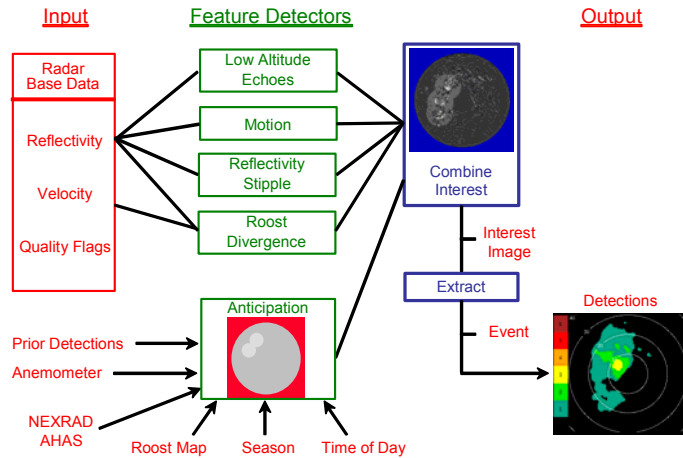 Input
Feature Detectors
Output
Radar
Base Data
Reflectivity
Velocity
Quality Flags
Low Altitude
Echoes
Motion
Reflectivity
Stipple
Roost
Divergence
Combine
Interest
Interest
Image
Extract
Event
Detections
Anticipation
Prior Detections
Anemometer
NEXRAD
AHAS
Roost Map
Season
Time of Day